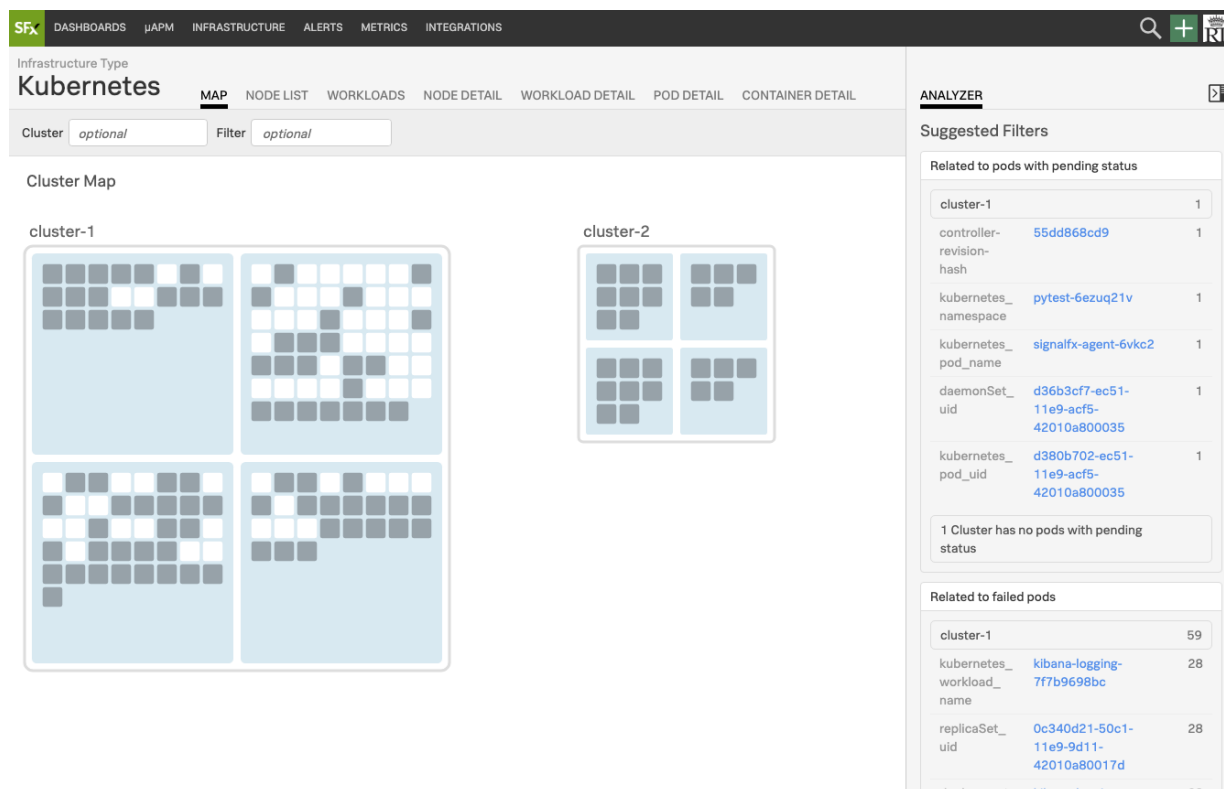 SFx DASHBOARDS µAPM INFRASTRUCTURE ALERTS METRICS INTEGRATIONS
Infrastructure Type
Kubernetes
MAP NODE LIST WORKLOADS NODE DETAIL WORKLOAD DETAIL POD DETAIL CONTAINER DETAIL
Cluster optional Filter optional
Cluster Map
cluster-1
cluster-2
ANALYZER
Suggested Filters
Related to pods with pending status
cluster-1 1
controller- 55dd868cd9 1
revision-
hash
kubernetes_ pytest-6ezuq21v 1
namespace
kubernetes_ signalfx-agent-6vkc2 1
pod_name
daemonSet_ d36b3cf7-ec51- 1
uid 11e9-acf5-
42010a800035
kubernetes_ d380b702-ec51- 1
pod_uid 11e9-acf5-
42010a800035
1 Cluster has no pods with pending
status
Related to failed pods
cluster-1 59
kubernetes_ kibana-logging- 28
workload_ 7f7b9698bc
name
replicaSet_ 0c340d21-50c1- 28
uid 11e9-9d11-
42010a80017d